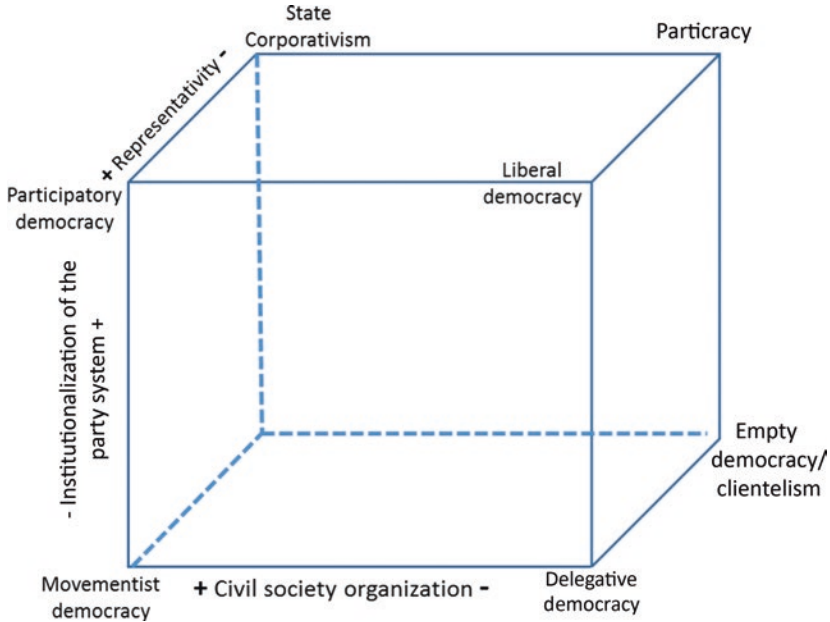 State
Corporativism
Particracy
+ Representativity -
Participatory
democracy
Liberal
democracy
- Institutionalization of the
party system +
Empty
democracy/
clientelism
Movementist
democracy
+ Civil society organization -
Delegative
democracy